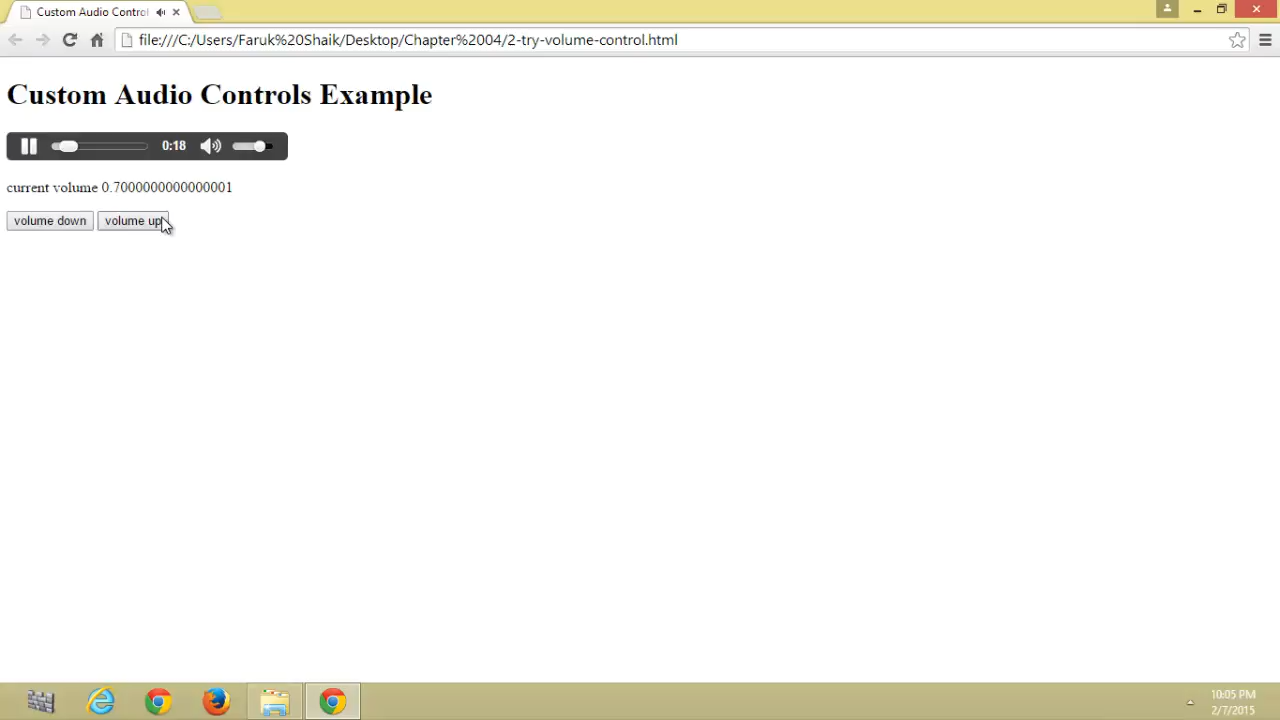 Custom Audio Control
file:///C:/Users/Faruk%20Shaik/Desktop/Chapter%2004/2-try-volume-control.html
Custom Audio Controls Example
0:18
current volume 0.7000000000000001
volume down volume up
10:05 PM
2/7/2015